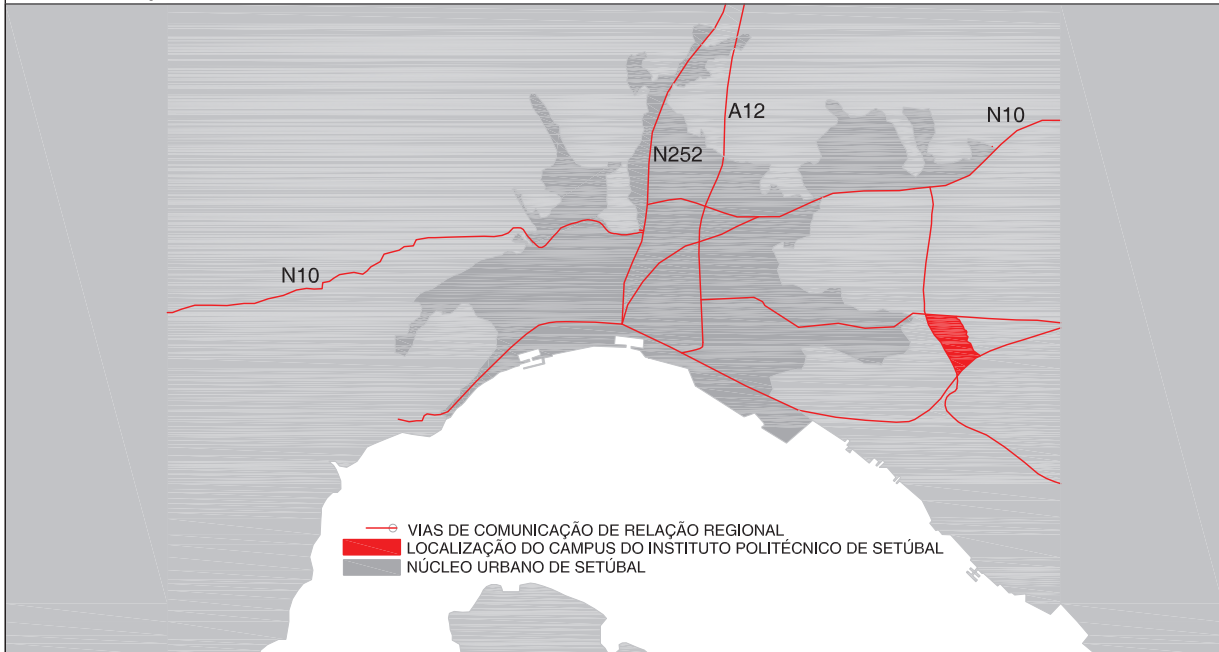 A12
N10
N252
N10
VIAS DE COMUNICAÇÃO DE RELAÇÃO REGIONAL
LOCALIZAÇÃO DO CAMPUS DO INSTITUTO POLITÉCNICO DE SETÚBAL
NÚCLEO URBANO DE SETÚBAL